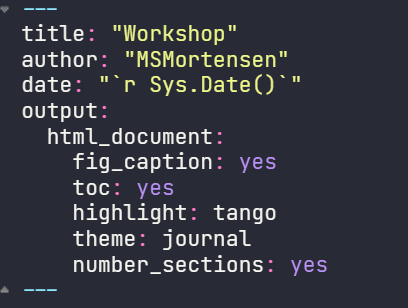 ---
title: "Workshop"
author: "MSMortensen"
date: "`r Sys.Date()`"
output:
  html_document:
    fig_caption: yes
    toc: yes
    highlight: tango
    theme: journal
    number_sections: yes
---